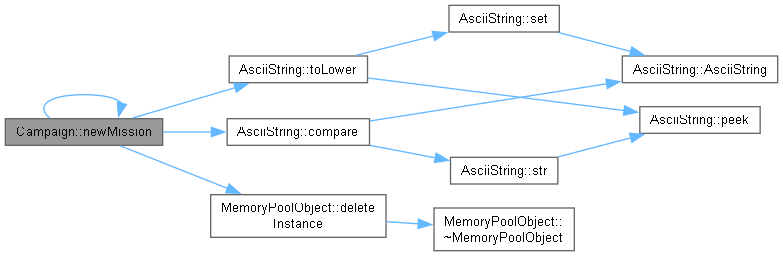 AsciiString::set
AsciiString::toLower
AsciiString::AsciiString
Campaign::newMission
AsciiString::compare
AsciiString::peek
AsciiString::str
MemoryPoolObject::delete
Instance
MemoryPoolObject::
~MemoryPoolObject